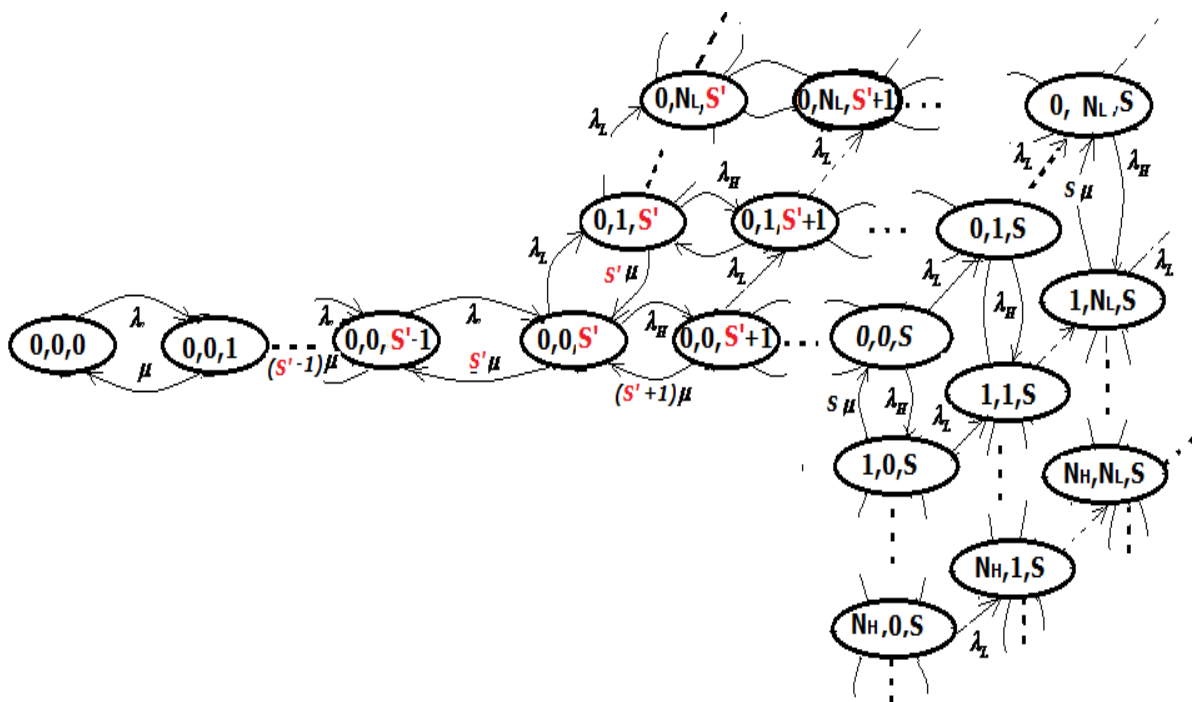 0,NL,S' 0,NL,S'+1 ... 0, NL,S
λL λL λL λH
S μ
0,1,S' λH 0,1,S'+1 ... 0,1,S
λL S'μ λL λL λH 1,NL,S λL
0,0,0 λ 0,0,1 λ 0,0,S'-1 λ 0,0,S' λH 0,0,S'+1 ... 0,0,S
μ (S'-1)μ S'μ (S'+1)μ
S μ λH λL 1,1,S
1,0,S NH,NL,S
NH,1,S
NH,0,S λL